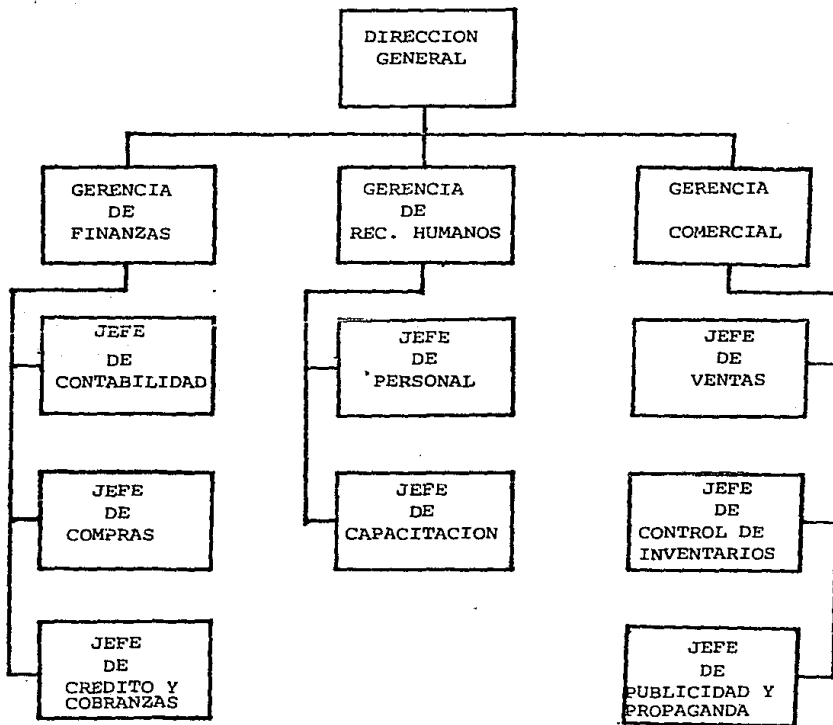 DIRECCION
GENERAL
GERENCIA
DE
FINANZAS
GERENCIA
DE
REC. HUMANOS
GERENCIA
COMERCIAL
JEFE
DE
CONTABILIDAD
JEFE
DE
PERSONAL
JEFE
DE
VENTAS
JEFE
DE
COMPRAS
JEFE
DE
CAPACITACION
JEFE
DE
CONTROL DE
INVENTARIOS
JEFE
DE
CREDITO Y
COBRANZAS
JEFE
DE
PUBLICIDAD Y
PROPAGANDA